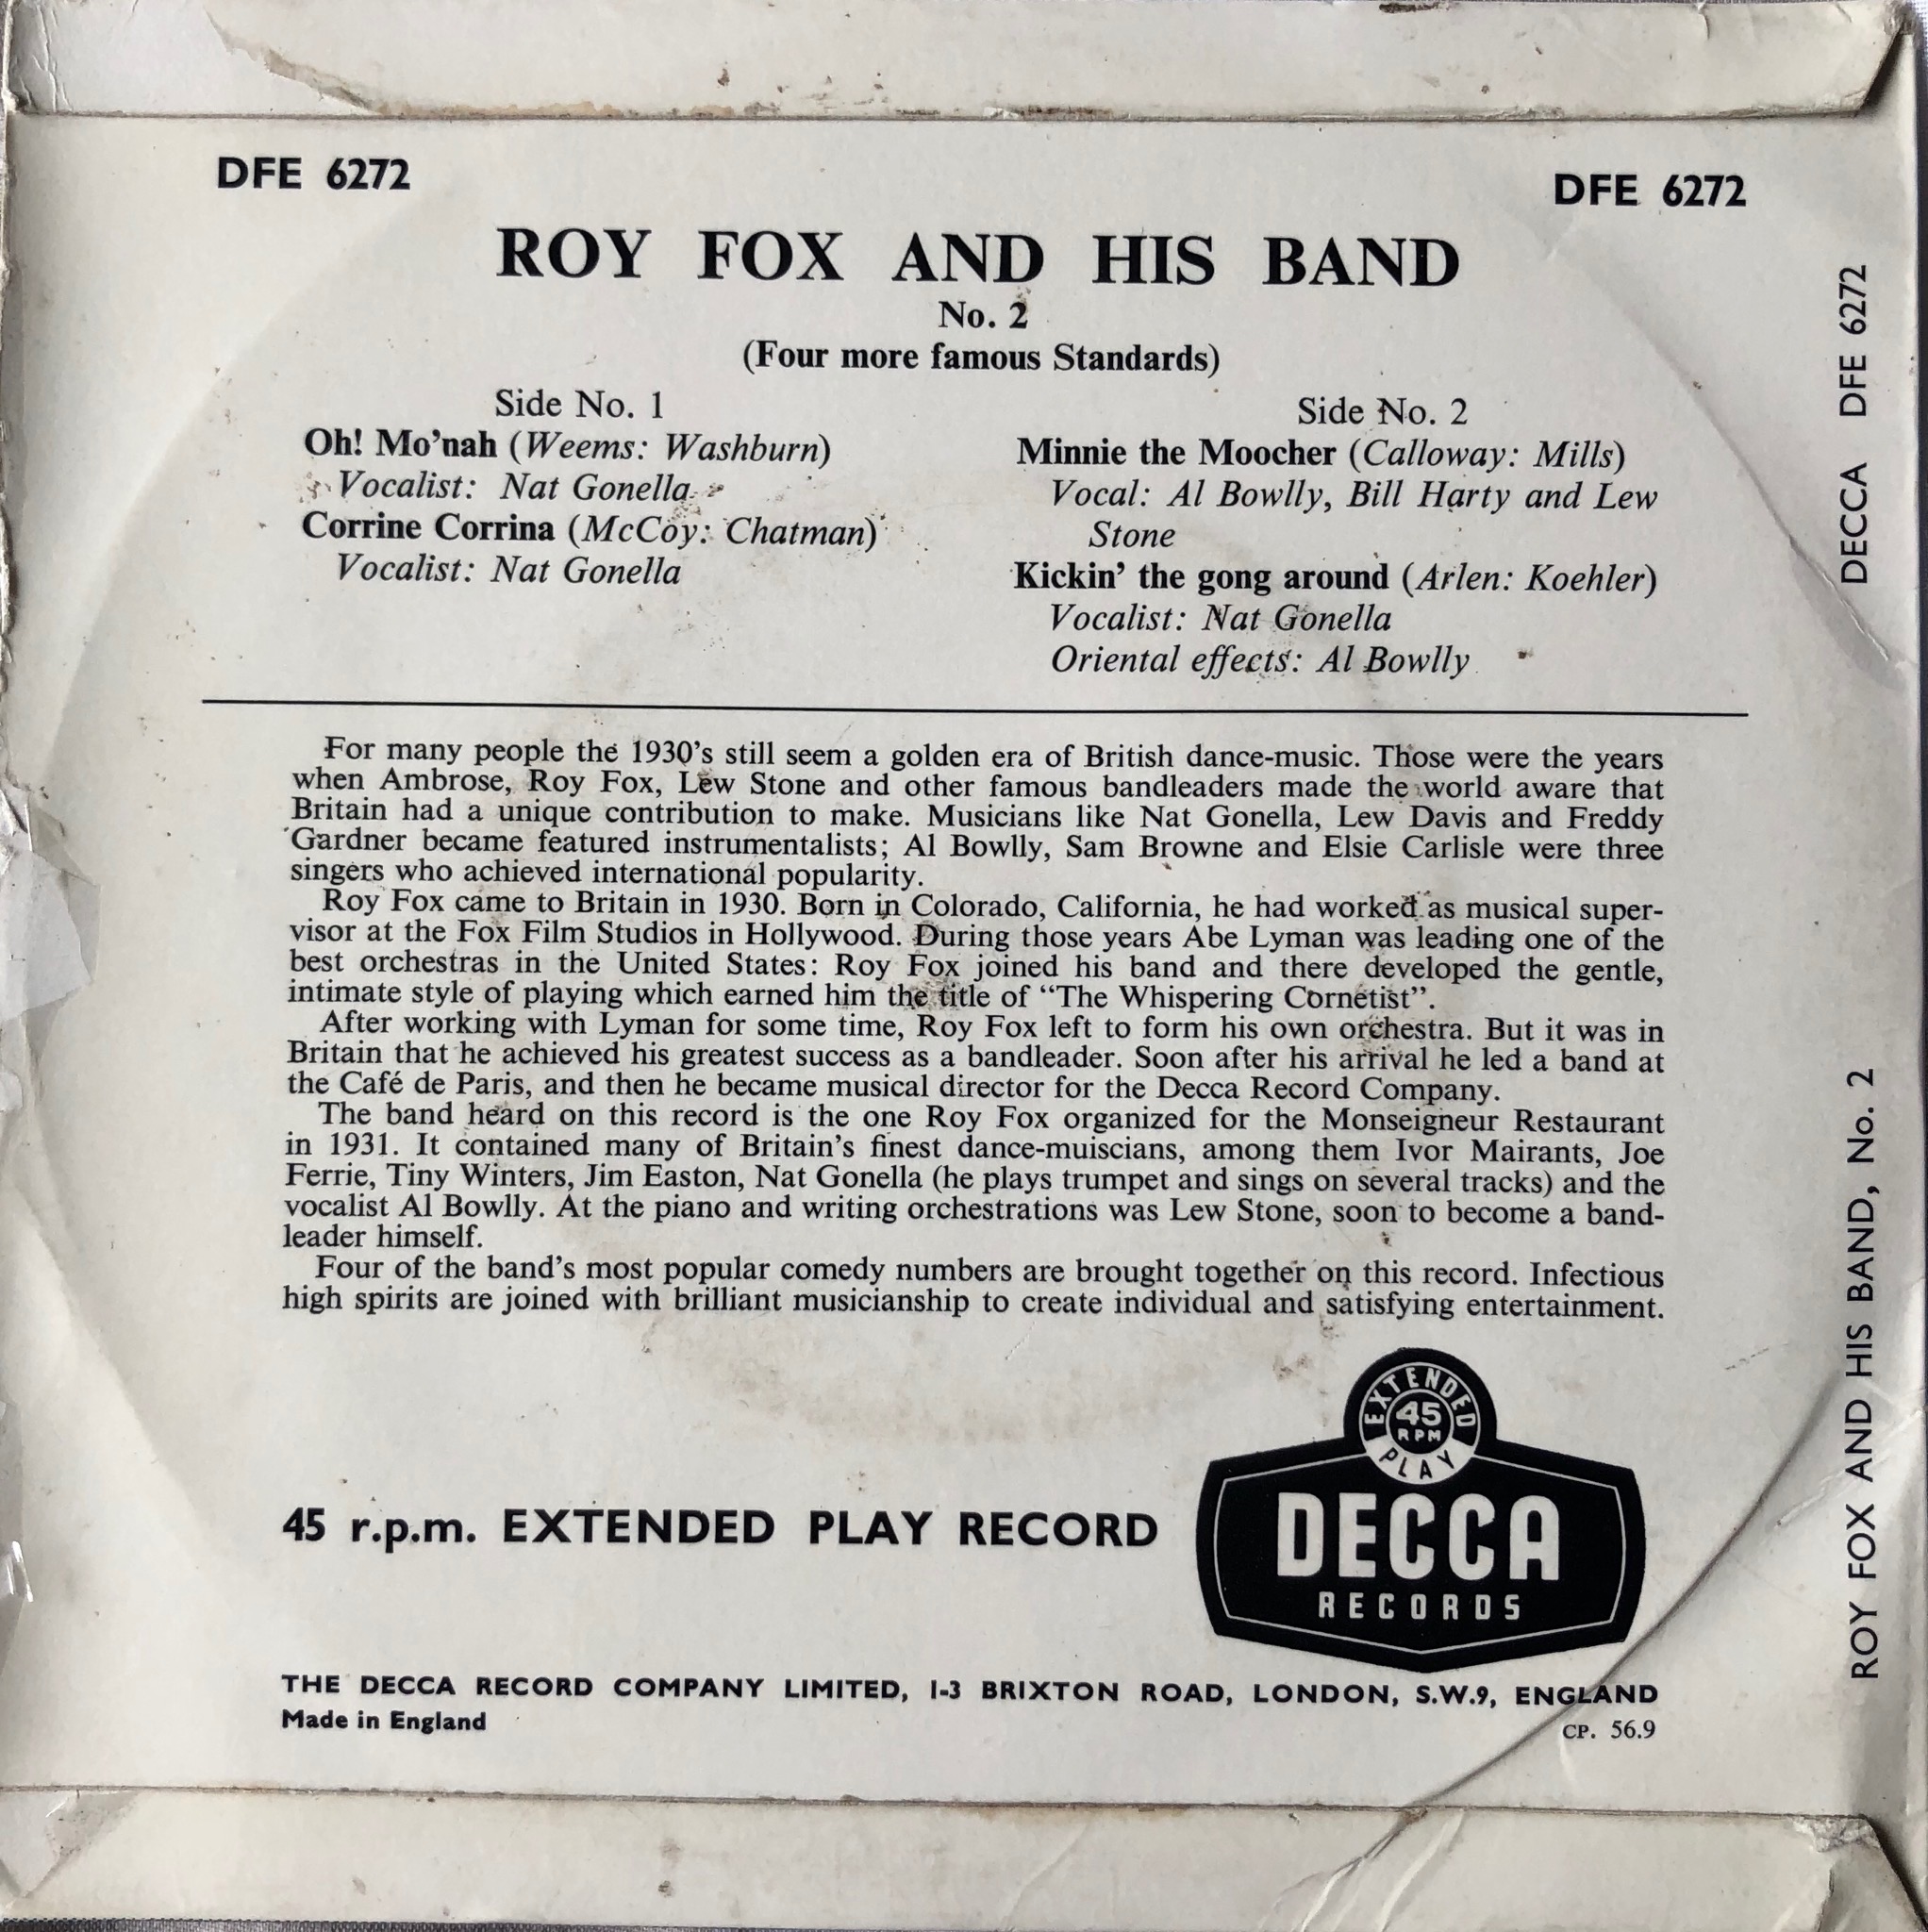 DFE 6272
DFE 6272
ROY FOX AND HIS BAND
No. 2
(Four more famous Standards)
Side No. 1
Oh! Mo’nah (Weems: Washburn)
Vocalist: Nat Gonella
Corrine Corrina (McCoy: Chatman)
Vocalist: Nat Gonella
Side No. 2
Minnie the Moocher (Calloway: Mills)
Vocal: Al Bowlly, Bill Harty and Lew
Stone
Kickin’ the gong around (Arlen: Koehler)
Vocalist: Nat Gonella
Oriental effects: Al Bowlly
For many people the 1930’s still seem a golden era of British dance-music. Those were the years
when Ambrose, Roy Fox, Lew Stone and other famous bandleaders made the world aware that
Britain had a unique contribution to make. Musicians like Nat Gonella, Lew Davis and Freddy
Gardner became featured instrumentalists; Al Bowlly, Sam Browne and Elsie Carlisle were three
singers who achieved international popularity.
Roy Fox came to Britain in 1930. Born in Colorado, California, he had worked as musical super-
visor at the Fox Film Studios in Hollywood. During those years Abe Lyman was leading one of the
best orchestras in the United States: Roy Fox joined his band and there developed the gentle,
intimate style of playing which earned him the title of “The Whispering Cornetist”.
After working with Lyman for some time, Roy Fox left to form his own orchestra. But it was in
Britain that he achieved his greatest success as a bandleader. Soon after his arrival he led a band at
the Café de Paris, and then he became musical director for the Decca Record Company.
The band heard on this record is the one Roy Fox organized for the Monseigneur Restaurant
in 1931. It contained many of Britain’s finest dance-muiscians, among them Ivor Mairants, Joe
Ferrie, Tiny Winters, Jim Easton, Nat Gonella (he plays trumpet and sings on several tracks) and the
vocalist Al Bowlly. At the piano and writing orchestrations was Lew Stone, soon to become a band-
leader himself.
Four of the band’s most popular comedy numbers are brought together on this record. Infectious
high spirits are joined with brilliant musicianship to create individual and satisfying entertainment.
45 r.p.m. EXTENDED PLAY RECORD
EXTENDED
45
RPM
PLAY
DECCA
RECORDS
THE DECCA RECORD COMPANY LIMITED, 1-3 BRIXTON ROAD, LONDON, S.W.9, ENGLAND
Made in England
CP. 56.9
DECCA DFE 6272
ROY FOX AND HIS BAND, No. 2